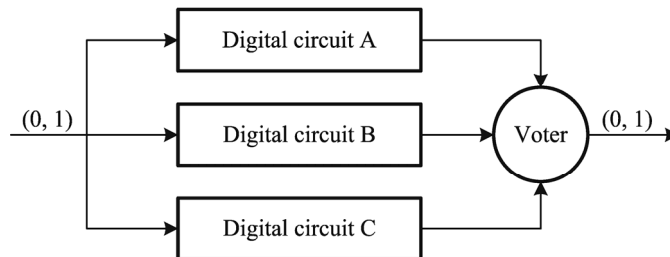 Digital circuit A
(0, 1)
Digital circuit B
Voter
(0, 1)
Digital circuit C